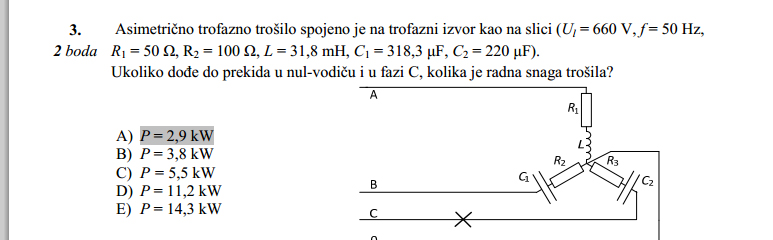 3. Asimetrično trofazno trošilo spojeno je na trofazni izvor kao na slici (Ul = 660 V, f = 50 Hz,
2 boda R1 = 50 Ω, R2 = 100 Ω, L = 31,8 mH, C1 = 318,3 μF, C2 = 220 μF).
Ukoliko dođe do prekida u nul-vodiču i u fazi C, kolika je radna snaga trošila?
A
R1
A) P = 2,9 kW
L
B) P = 3,8 kW
R2 R3
C) P = 5,5 kW
C1 C2
D) P = 11,2 kW
B
E) P = 14,3 kW
C